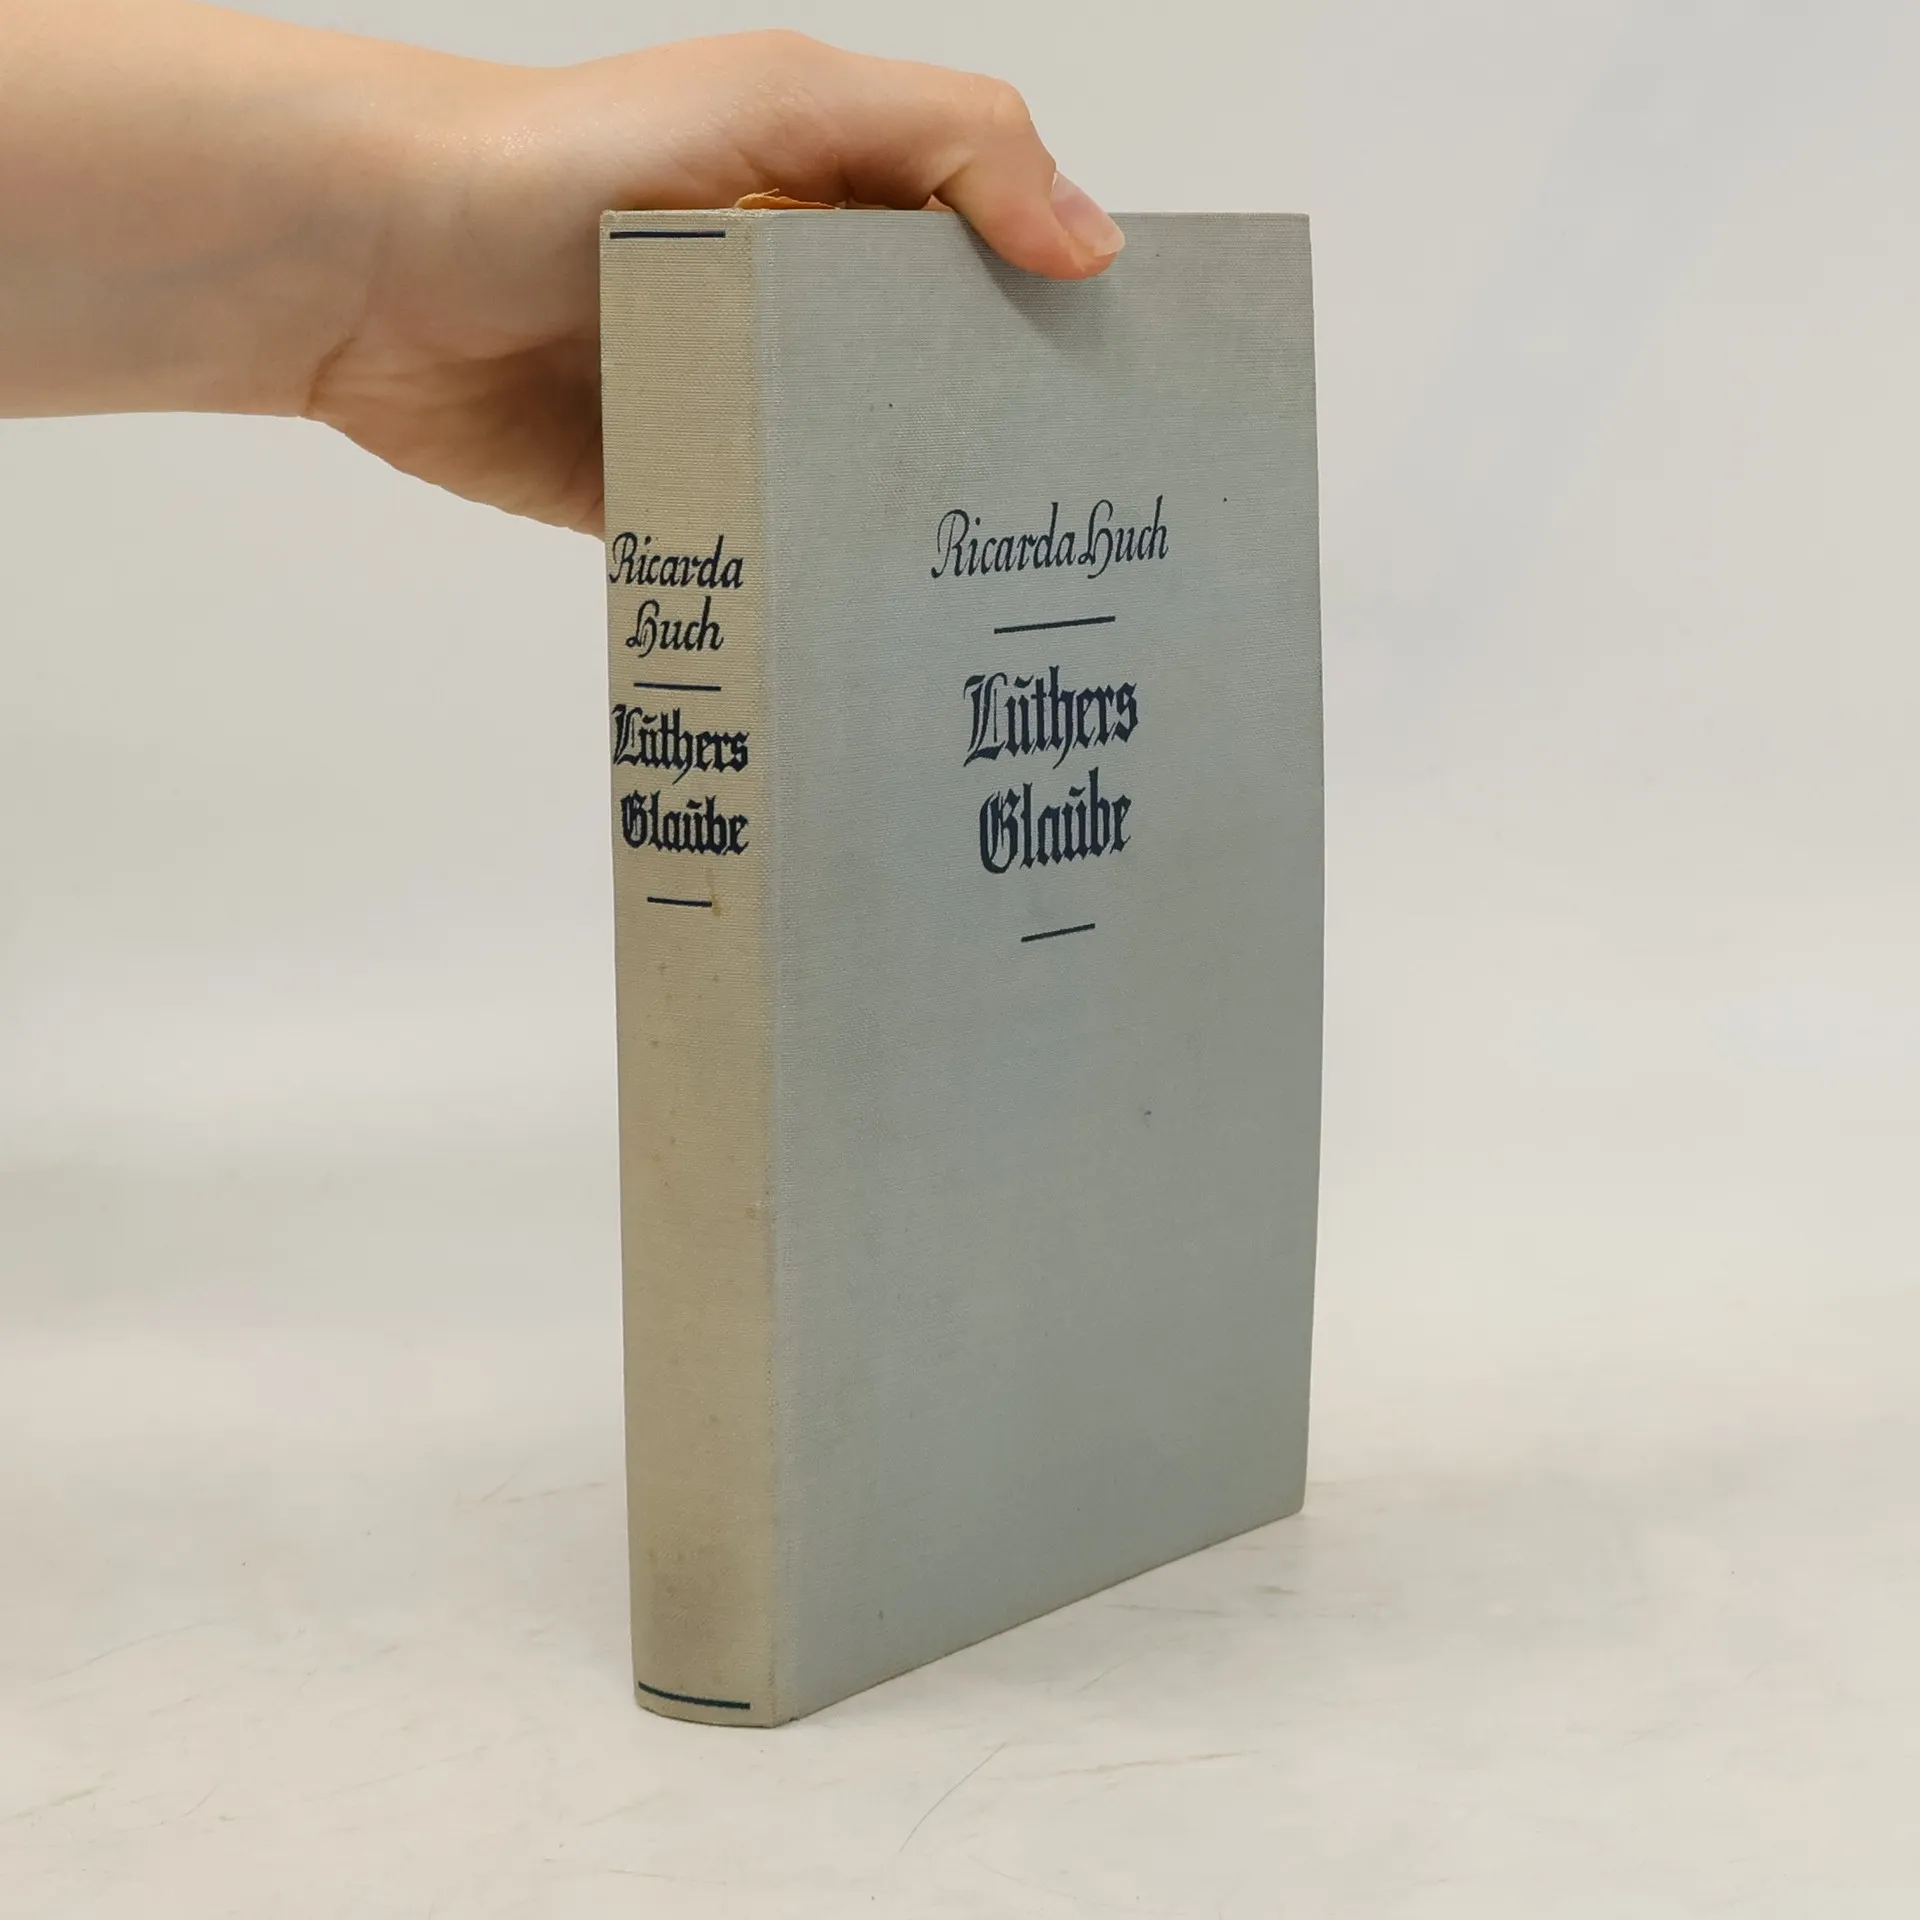 Ricarda
Huch
Luthers
Glaube
Ricarda Huch
Luthers
Glaube